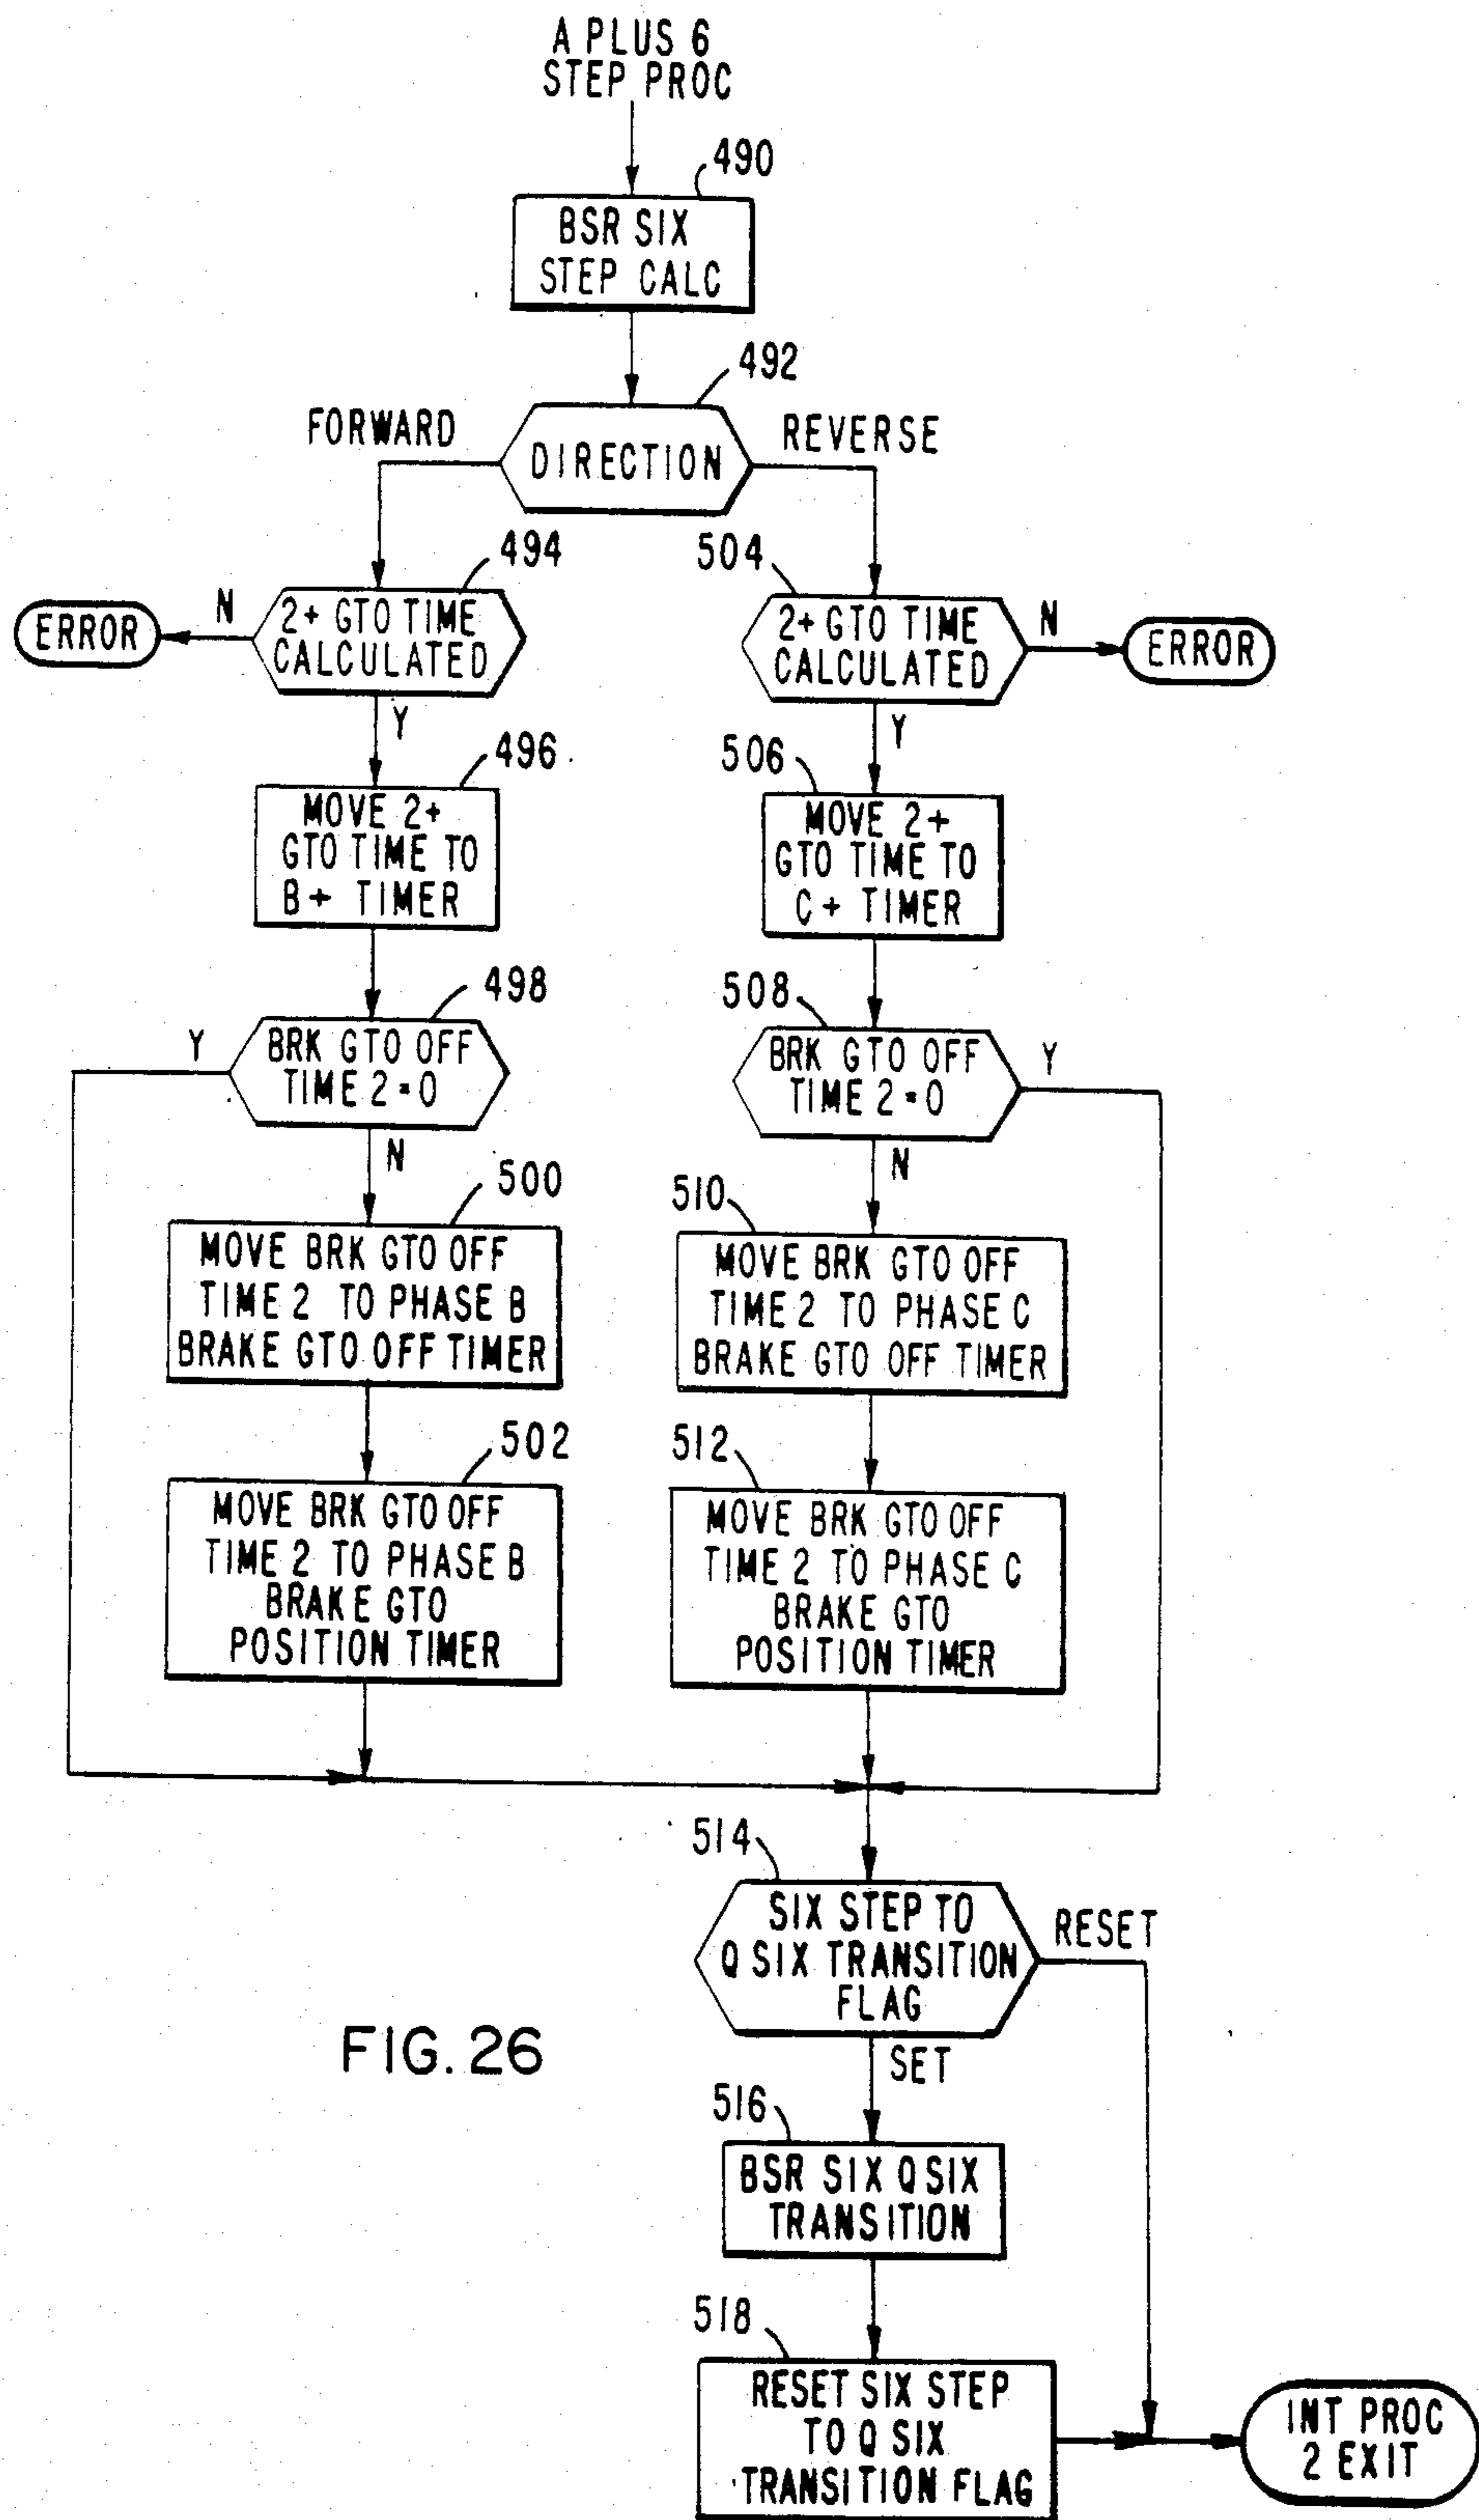 A PLUS 6
STEP PROC
490
BSR SIX
STEP CALC
492
FORWARD
DIRECTION
REVERSE
494
504
ERROR
N
2+ GTO TIME
CALCULATED
2+ GTO TIME
CALCULATED
N
ERROR
Y
Y
496
506
MOVE 2+
GTO TIME TO
B+ TIMER
MOVE 2+
GTO TIME TO
C+ TIMER
498
508
Y
BRK GTO OFF
TIME 2=0
BRK GTO OFF
TIME 2=0
Y
N
N
500
510
MOVE BRK GTO OFF
TIME 2 TO PHASE B
BRAKE GTO OFF TIMER
MOVE BRK GTO OFF
TIME 2 TO PHASE C
BRAKE GTO OFF TIMER
502
512
MOVE BRK GTO OFF
TIME 2 TO PHASE B
BRAKE GTO
POSITION TIMER
MOVE BRK GTO OFF
TIME 2 TO PHASE C
BRAKE GTO
POSITION TIMER
514
SIX STEP TO
Q SIX TRANSITION
FLAG
RESET
SET
FIG. 26
516
BSR SIX Q SIX
TRANSITION
518
RESET SIX STEP
TO Q SIX
TRANSITION FLAG
INT PROC
2 EXIT